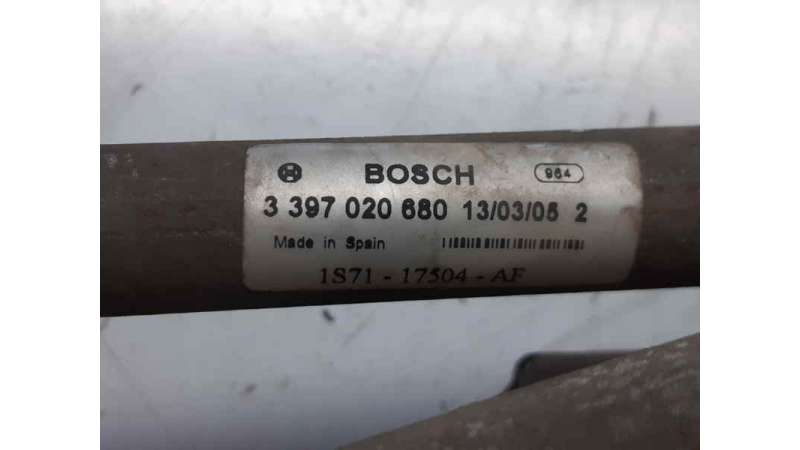 BOSCH 964
3 397 020 680 13/03/05 2
Made in Spain
1S71 - 17504 - AF